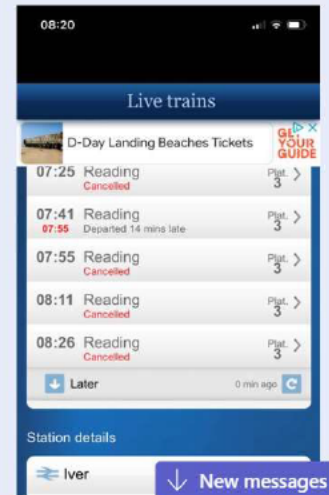 08:20
Live trains
D-Day Landing Beaches Tickets
GET
YOUR
GUIDE
07:25 Reading Plat.
Cancelled 3
07:41 Reading Plat.
07:55 Departed 14 mins late 3
07:55 Reading Plat.
Cancelled 3
08:11 Reading Plat.
Cancelled 3
08:26 Reading Plat.
Cancelled 3
Later 0 min ago
Station details
Iver
New messages